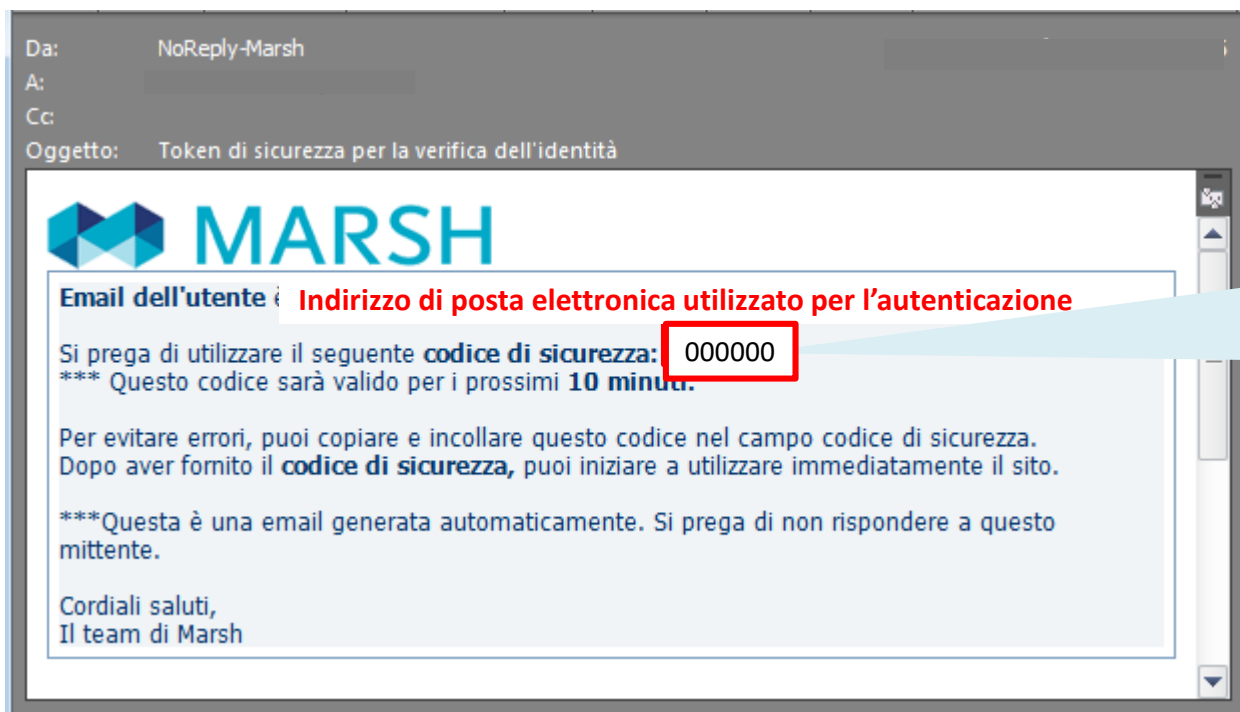 Da: NoReply-Marsh
A:
Cc:
Oggetto: Token di sicurezza per la verifica dell'identità
MARSH
Email dell'utente è Indirizzo di posta elettronica utilizzato per l’autenticazione
Si prega di utilizzare il seguente codice di sicurezza: 000000
*** Questo codice sarà valido per i prossimi 10 minuti.
Per evitare errori, puoi copiare e incollare questo codice nel campo codice di sicurezza.
Dopo aver fornito il codice di sicurezza, puoi iniziare a utilizzare immediatamente il sito.
***Questa è una email generata automaticamente. Si prega di non rispondere a questo
mittente.
Cordiali saluti,
Il team di Marsh